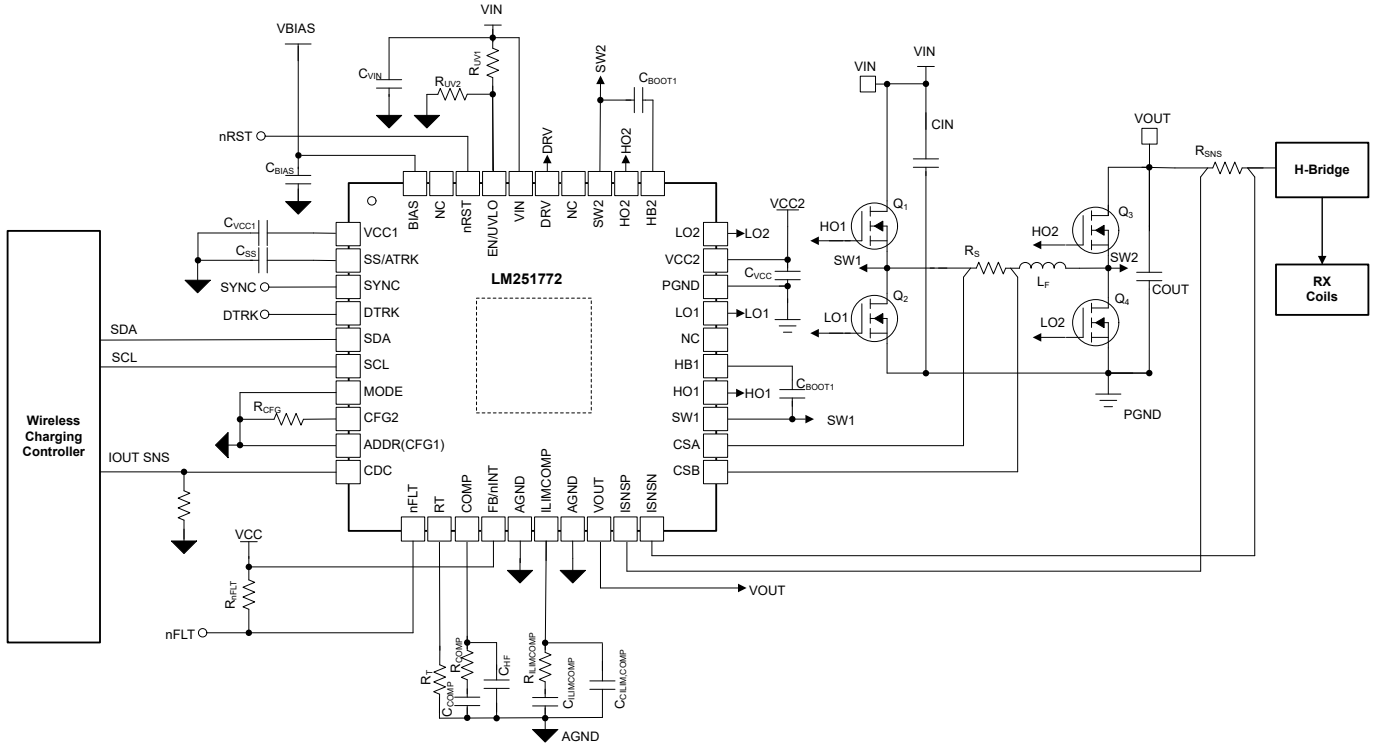 VBIAS
VIN
CVIN
RUV1
RUV2
SW2
CBOOT1
nRST
DRV
HO2
CBIAS
BIAS
NC
nRST
EN/UVLO
VIN
DRV
NC
SW2
HO2
HB2
CVCC1
CSS
SYNC
DTRK
SDA
SCL
RCFG
IOUT SNS
Wireless
Charging
Controller
VCC1
SS/ATRK
SYNC
DTRK
SDA
SCL
MODE
CFG2
ADDR(CFG1)
CDC
LM251772
LO2
VCC2
PGND
LO1
NC
HB1
HO1
SW1
CSA
CSB
LO2
VCC2
CVCC
LO1
CBOOT1
HO1
SW1
nFLT
RT
COMP
FB/nINT
AGND
ILIMCOMP
AGND
VOUT
ISNSP
ISNSN
VCC
RnFLT
nFLT
RT
RCOMP
CCOMP
CHF
RILIMCOMP
CILIMCOMP
CCILIM,COMP
AGND
VOUT
VIN
VIN
CIN
Q1
HO1
SW1
Q2
LO1
RS
LF
VOUT
Q3
HO2
SW2
Q4
LO2
COUT
PGND
RSNS
H-Bridge
RX
Coils